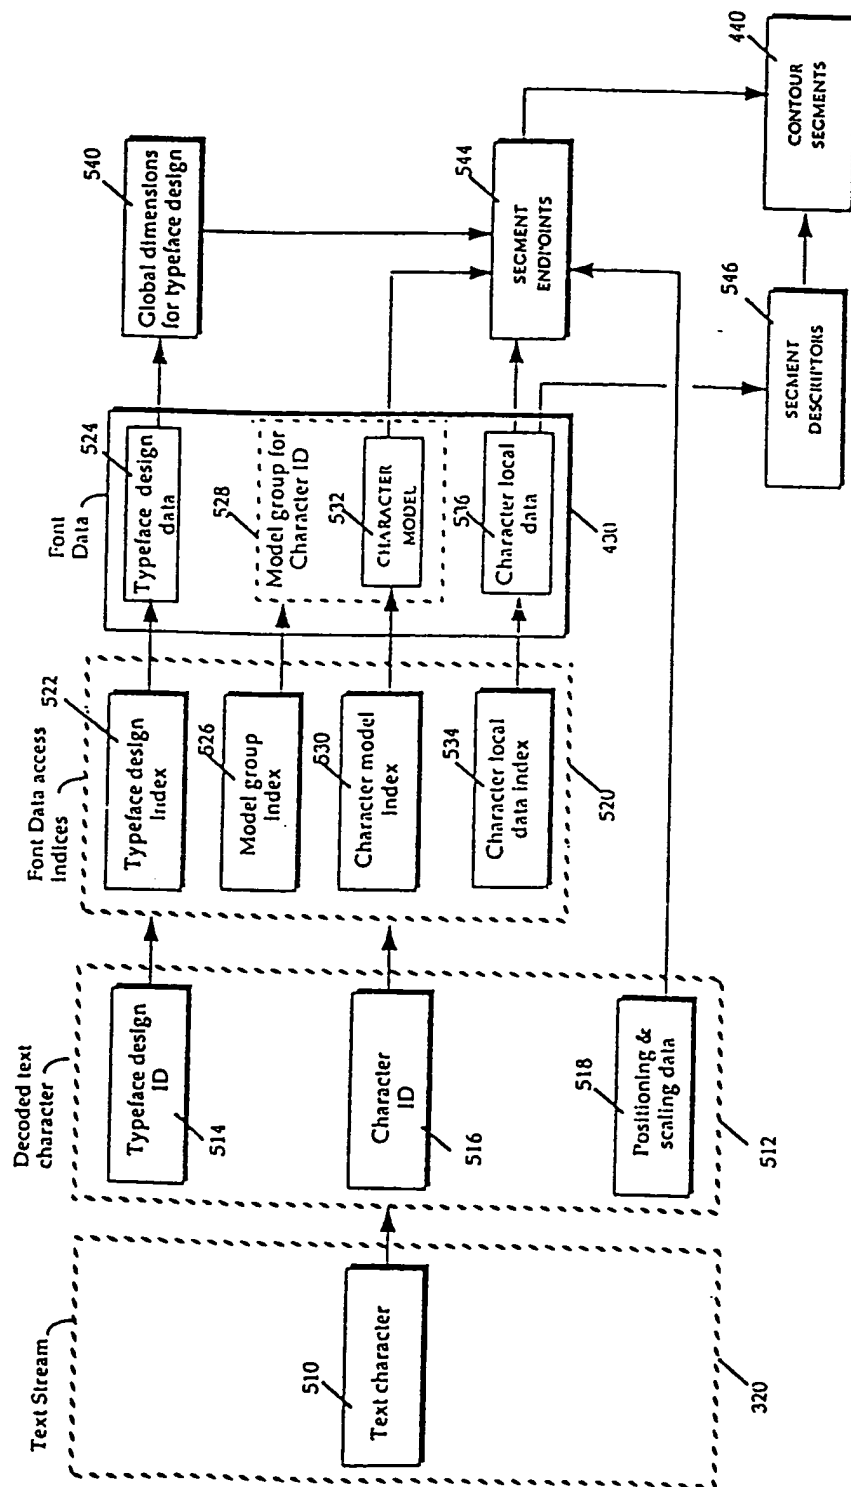 Text Stream
510
Text character
320
Decoded text
character
Typeface design
ID
514
Character
ID
516
518
Positioning &
scaling data
512
Font Data access
Indices
522
Typeface design
Index
526
Model group
Index
530
Character model
Index
534
Character local
data index
520
Font
Data
524
Typeface design
data
528
Model group for
Character ID
532
CHARACTER
MODEL
536
Character local
data
430
540
Global dimensions
for typeface design
544
SEGMENT
ENDPOINTS
546
SEGMENT
DESCRIPTORS
440
CONTOUR
SEGMENTS